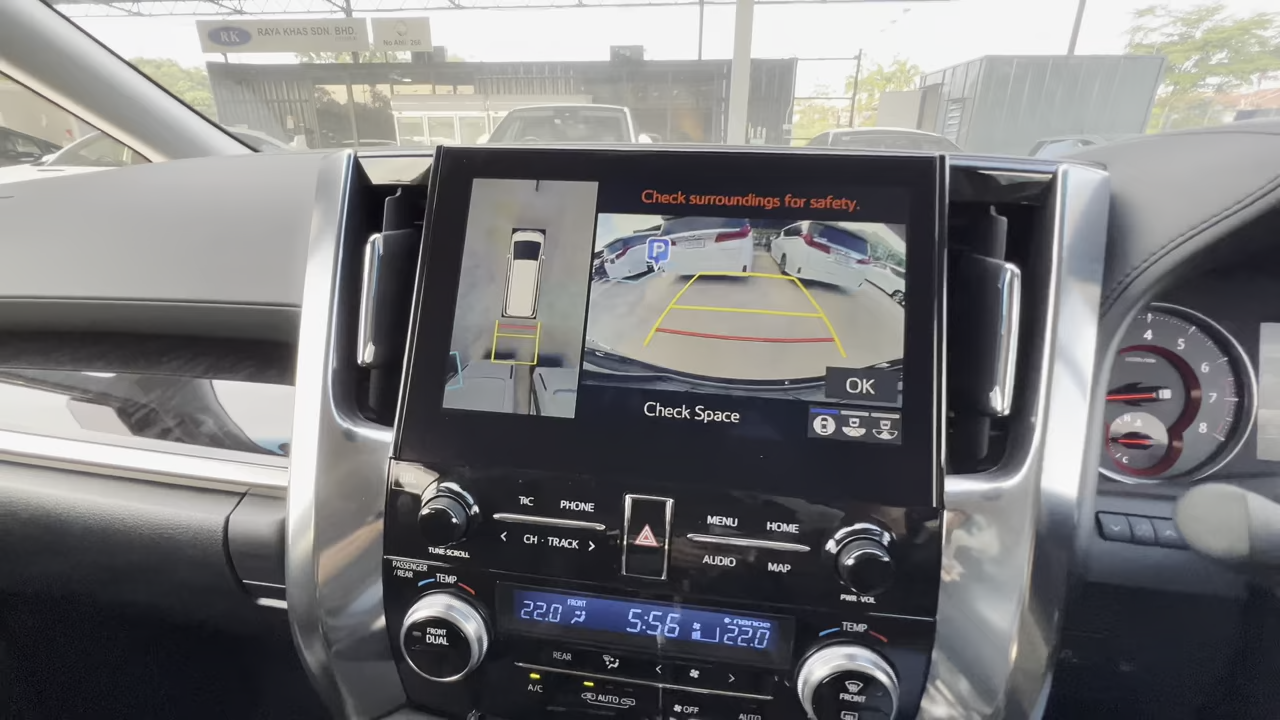 RK
RAYA KHAS SDN. BHD.
Check surroundings for safety.
P
OK
Check Space
4
5
6
7
8
H
C
PHONE
MENU
HOME
CH · TRACK
AUDIO
MAP
TUNE·SCROLL
PWR·VOL
PASSENGER
/ REAR
TEMP
TEMP
22.0
FRONT
5:56
nanoe
22.0
FRONT
DUAL
REAR
A/C
AUTO
OFF
AUTO
FRONT